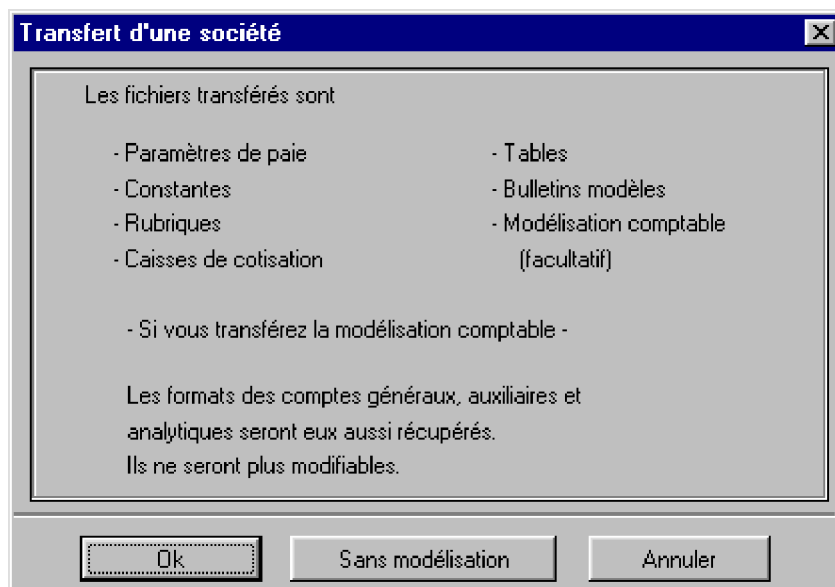 Transfert d'une société
Les fichiers transférés sont
- Paramètres de paie
- Constantes
- Rubriques
- Caisses de cotisation
- Tables
- Bulletins modèles
- Modélisation comptable
(facultatif)
- Si vous transférez la modélisation comptable -
Les formats des comptes généraux, auxiliaires et
analytiques seront eux aussi récupérés.
Ils ne seront plus modifiables.
Ok
Sans modélisation
Annuler